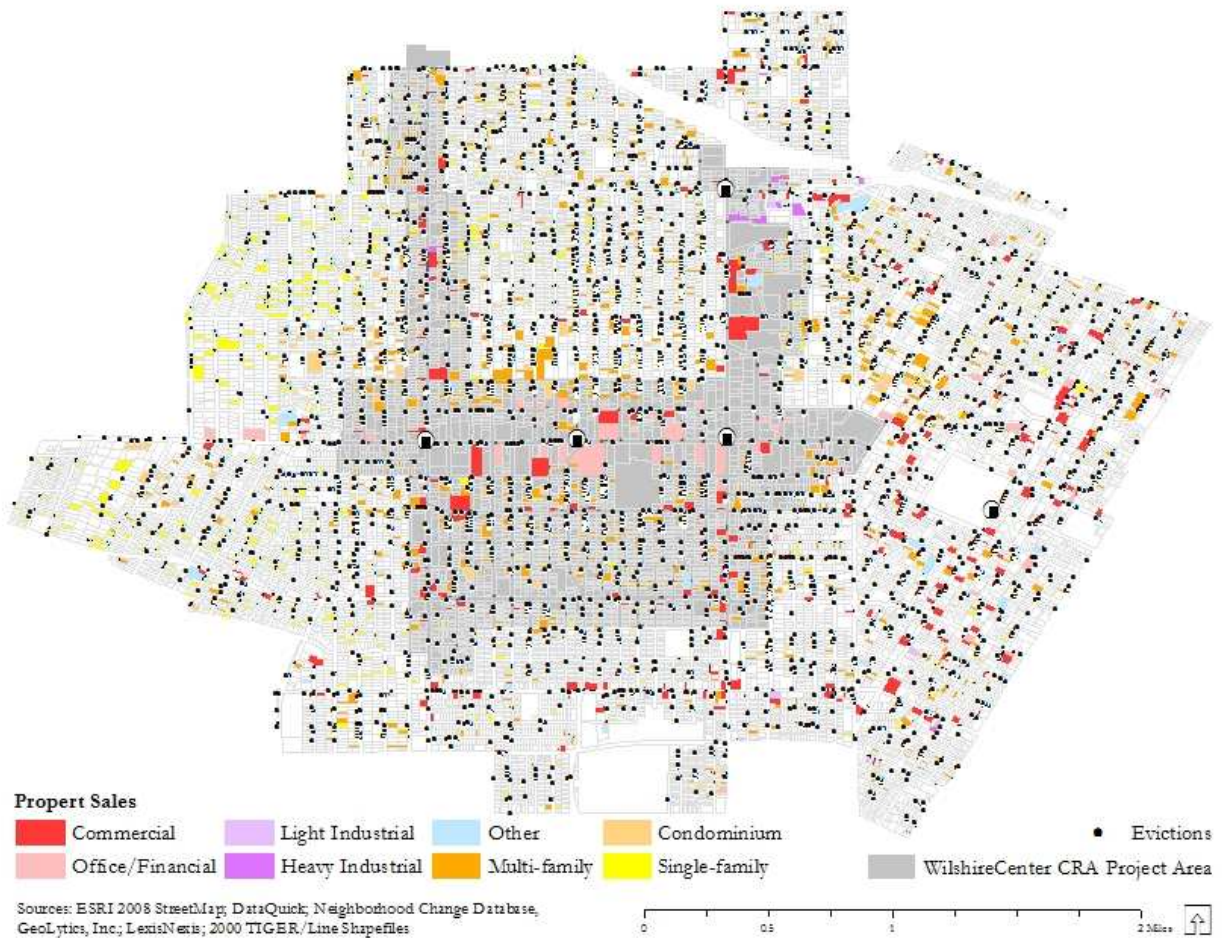 Propert Sales
Commercial Light Industrial Other Condominium Evictions
Office/Financial Heavy Industrial Multi-family Single-family WilshireCenter CRA Project Area
Sources: ESRI 2008 StreetMap; DataQuick; Neighborhood Change Database,
GeoLytics, Inc.; LexisNexis; 2000 TIGER/Line Shapefiles
0 0.5 1 2 Miles